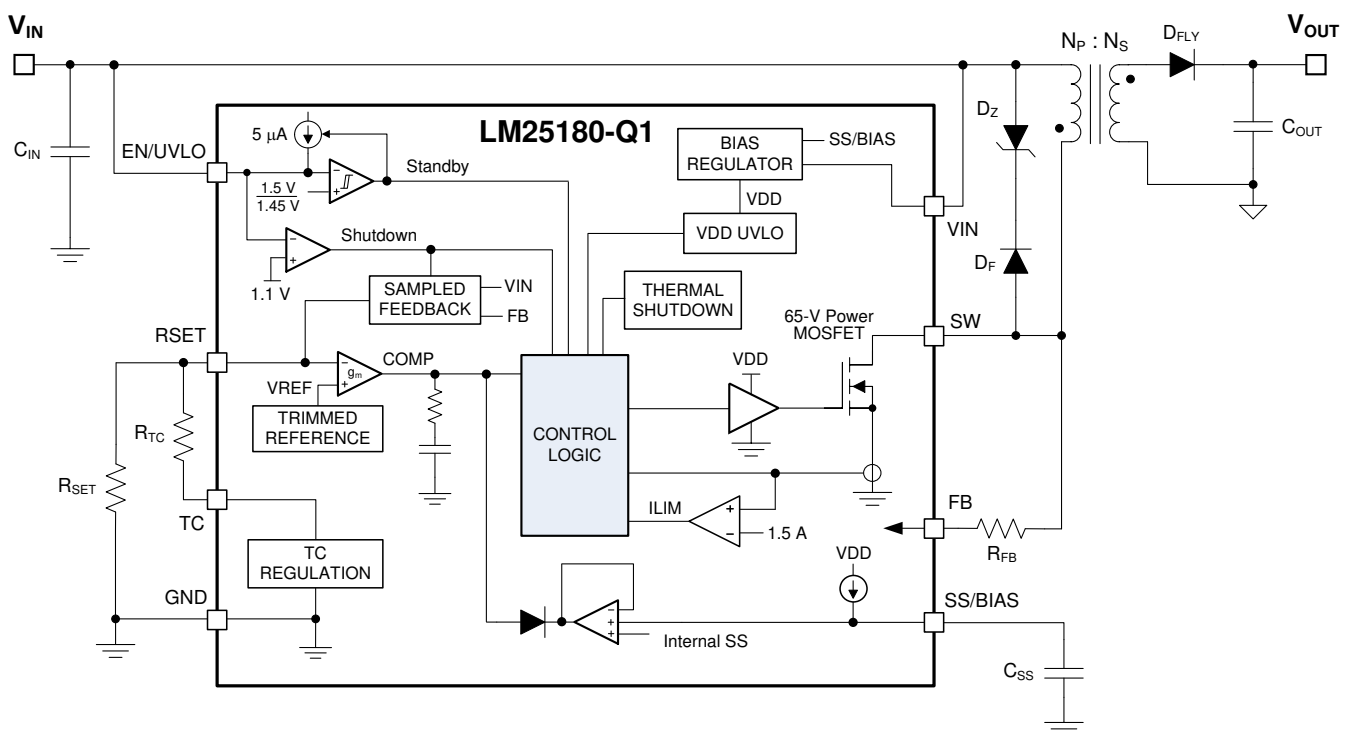 VIN
VOUT
NP : NS
DFLY
LM25180-Q1
5 μA
EN/UVLO
CIN
DZ
COUT
BIAS
REGULATOR
SS/BIAS
Standby
1.5 V
1.45 V
VDD
VIN
Shutdown
VDD UVLO
DF
1.1 V
SAMPLED
FEEDBACK
VIN
FB
THERMAL
SHUTDOWN
65-V Power
MOSFET
SW
RSET
COMP
gm
VDD
VREF
TRIMMED
REFERENCE
RTC
CONTROL
LOGIC
RSET
TC
ILIM
+
−
1.5 A
FB
RFB
TC
REGULATION
VDD
GND
SS/BIAS
Internal SS
CSS